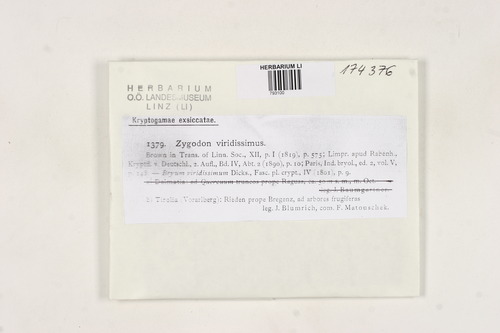 HERBARIUM
O.Ö. LANDESMUSEUM
LINZ (LI)
HERBARIUM LI
174376
Kryptogamae exsiccatae.
1379. Zygodon viridissimus.
Brown in Trans. of Linn. Soc., XII, p. I (1819), p. 575; Limpr. apud Rabenh.,
Kryptfl. v. Deutschl., 2. Aufl., Bd. IV, Abt. 2 (1890), p. 10; Paris, Ind. bryol., ed. 2, vol. V,
Bryum viridissimum Dicks., Fasc. pl. crypt., IV (1801), p. 9.
a) Dalmatia: ad Quercuum truncos prope Ragusa, m. Oct.
leg. J. Baumgartner.
b) Tirolia (Vorarlberg): Rieden prope Bregenz, ad arbores frugiferas
leg. J. Blumrich, com. F. Matouschek.